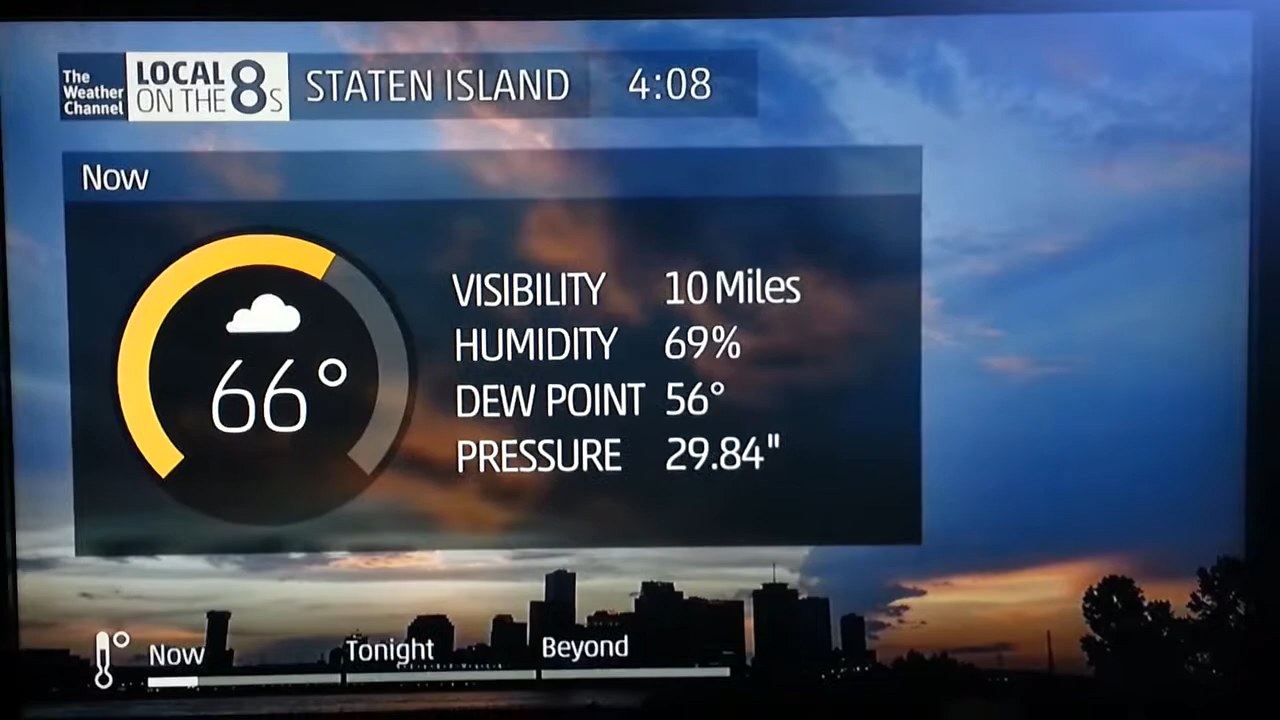 The Weather Channel
LOCAL ON THE 8s
STATEN ISLAND 4:08
Now
66°
VISIBILITY 10 Miles
HUMIDITY 69%
DEW POINT 56°
PRESSURE 29.84"
Now Tonight Beyond